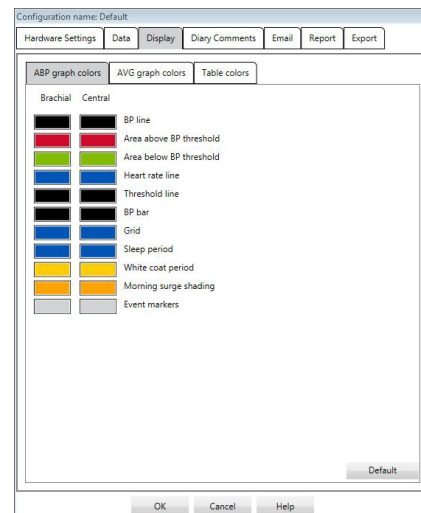 Configuration name: Default
Hardware Settings Data Display Diary Comments Email Report Export
ABP graph colors AVG graph colors Table colors
Brachial Central
BP line
Area above BP threshold
Area below BP threshold
Heart rate line
Threshold line
BP bar
Grid
Sleep period
White coat period
Morning surge shading
Event markers
Default
OK Cancel Help